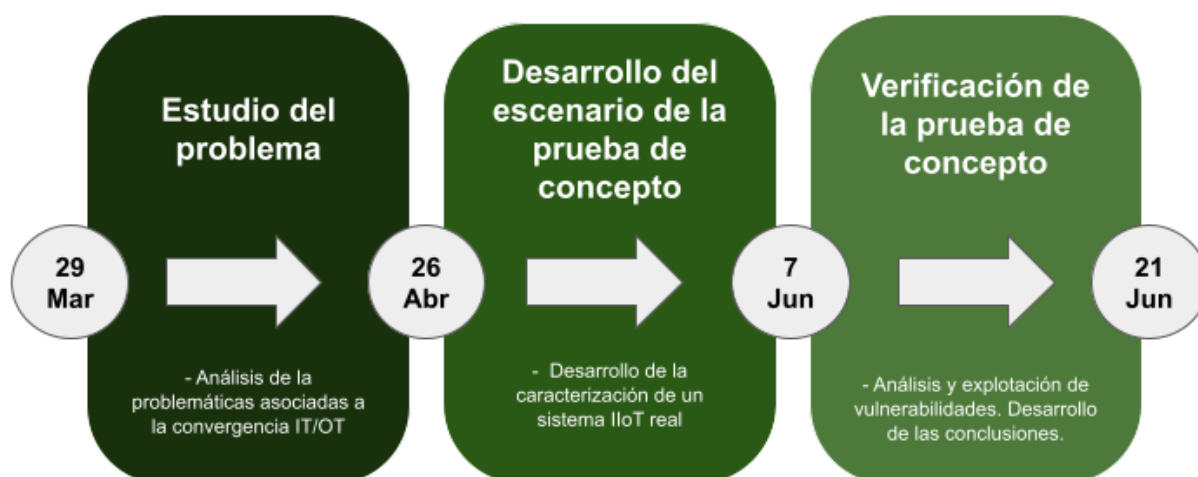 Estudio del
problema
Desarrollo del
escenario de la
prueba de
concepto
Verificación de
la prueba de
concepto
29
Mar
26
Abr
7
Jun
21
Jun
- Análisis de la
problemáticas asociadas a
la convergencia IT/OT
- Desarrollo de la
caracterización de un
sistema IIoT real
- Análisis y explotación de
vulnerabilidades. Desarrollo
de las conclusiones.